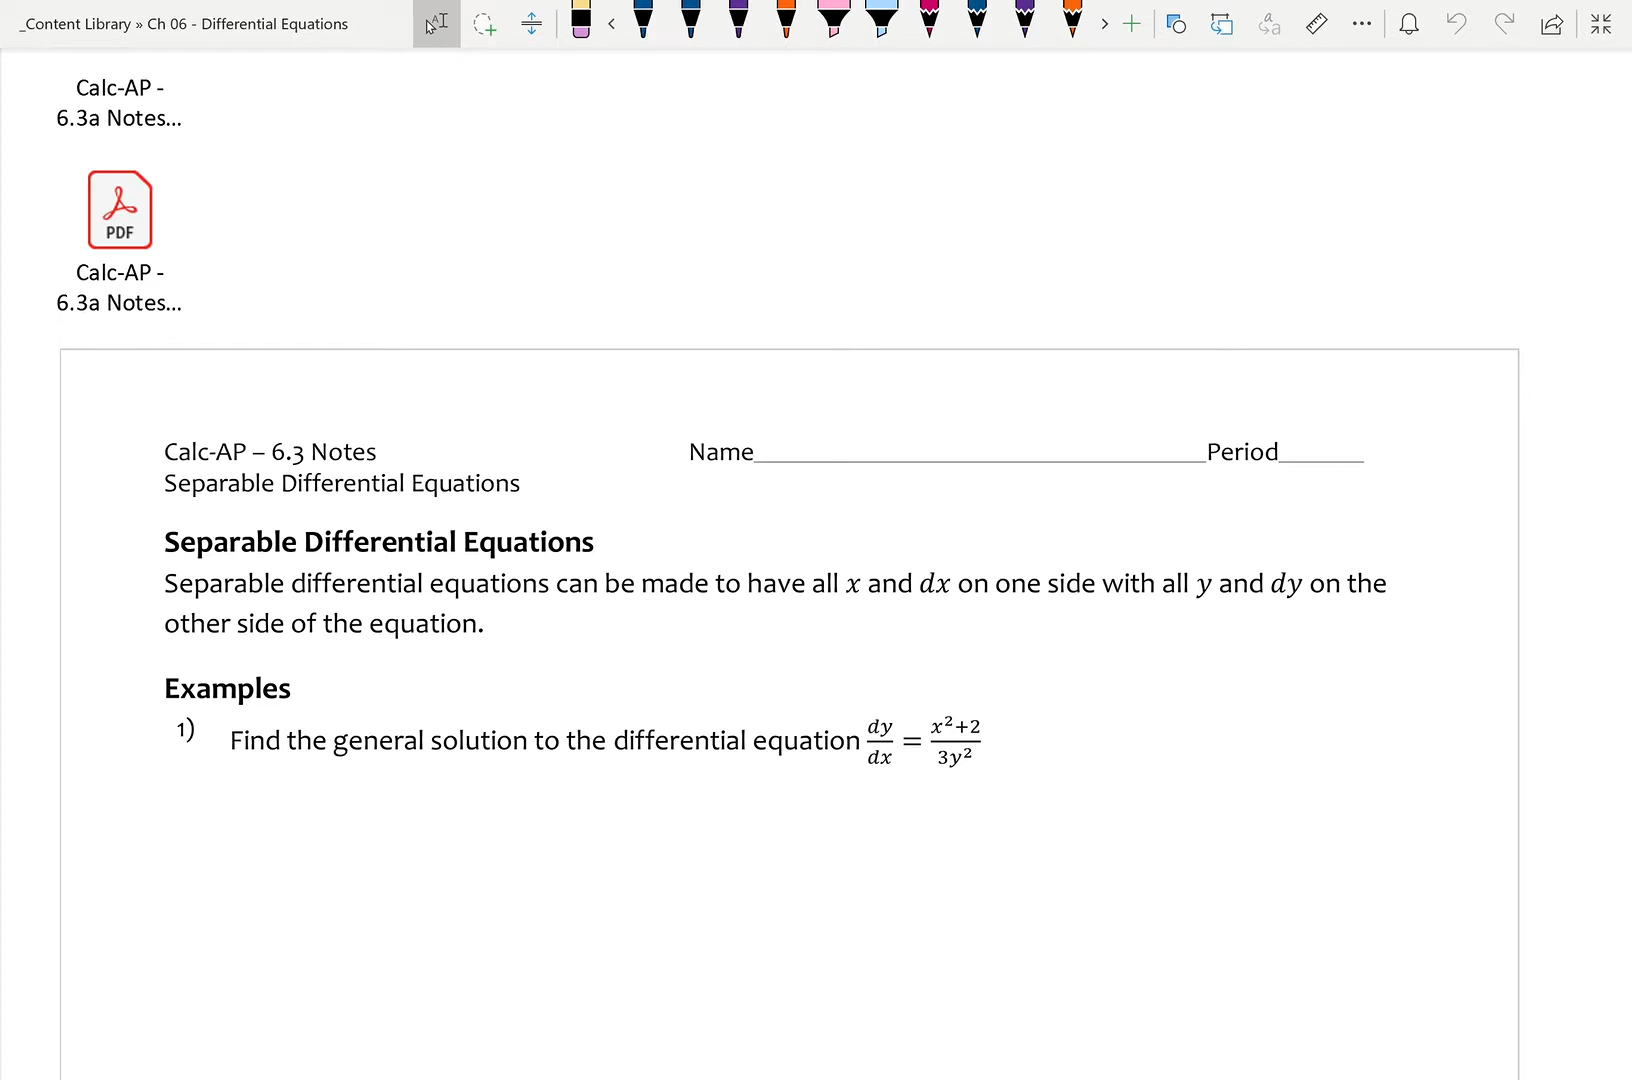 _Content Library » Ch 06 - Differential Equations
Calc-AP -
6.3a Notes...
PDF
Calc-AP -
6.3a Notes...
Calc-AP – 6.3 Notes Name____________________Period____
Separable Differential Equations
Separable Differential Equations
Separable differential equations can be made to have all x and dx on one side with all y and dy on the
other side of the equation.
Examples
1) Find the general solution to the differential equation dy/dx = (x²+2)/(3y²)